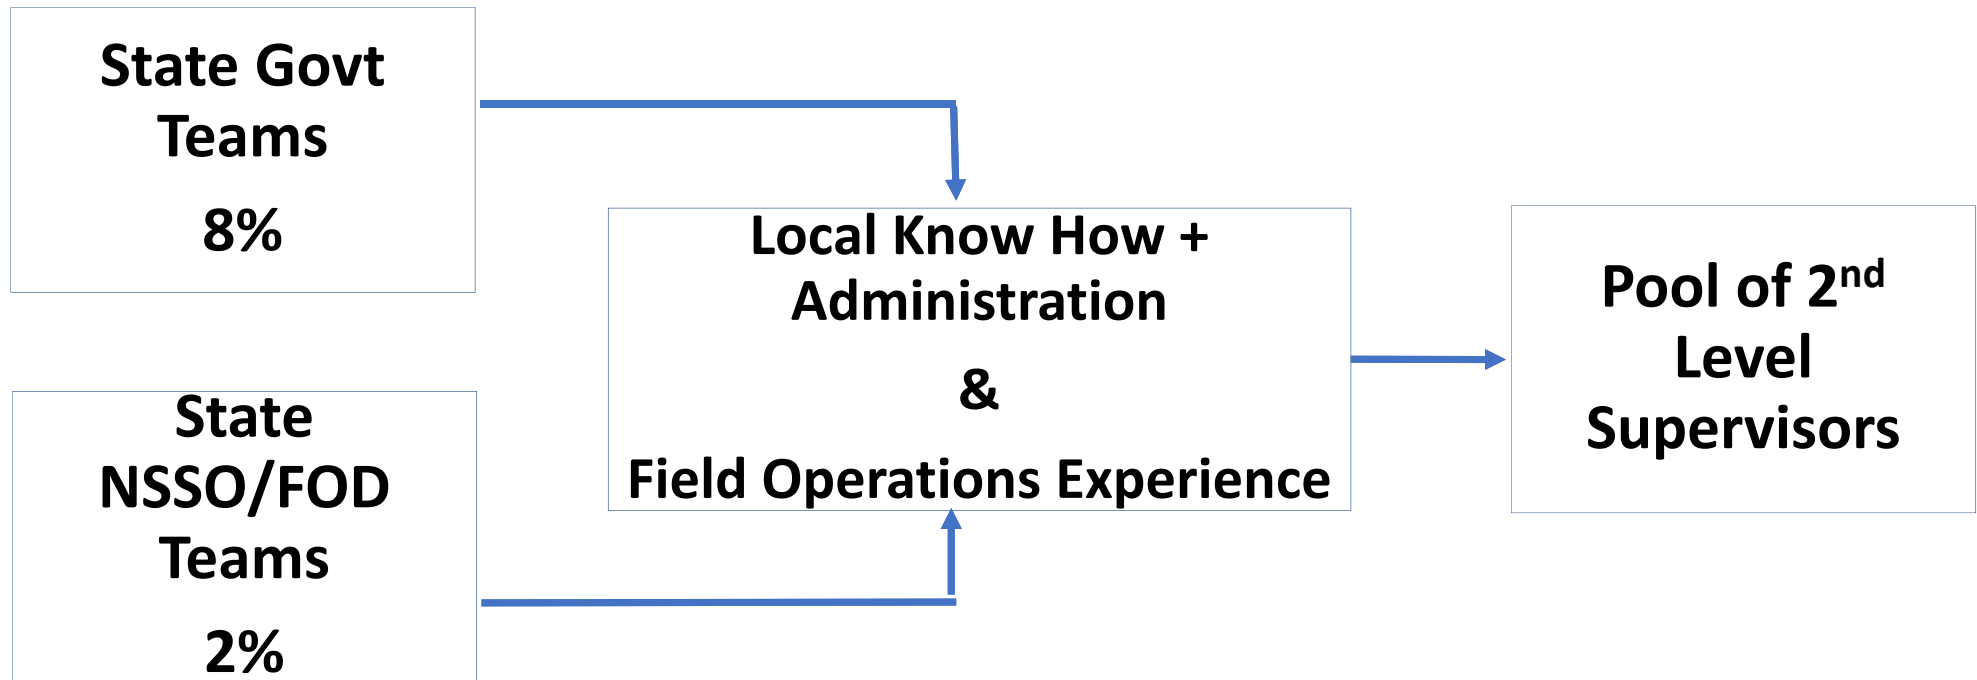 State Govt
Teams
8%
State
NSSO/FOD
Teams
2%
Local Know How +
Administration
&
Field Operations Experience
Pool of 2nd
Level
Supervisors